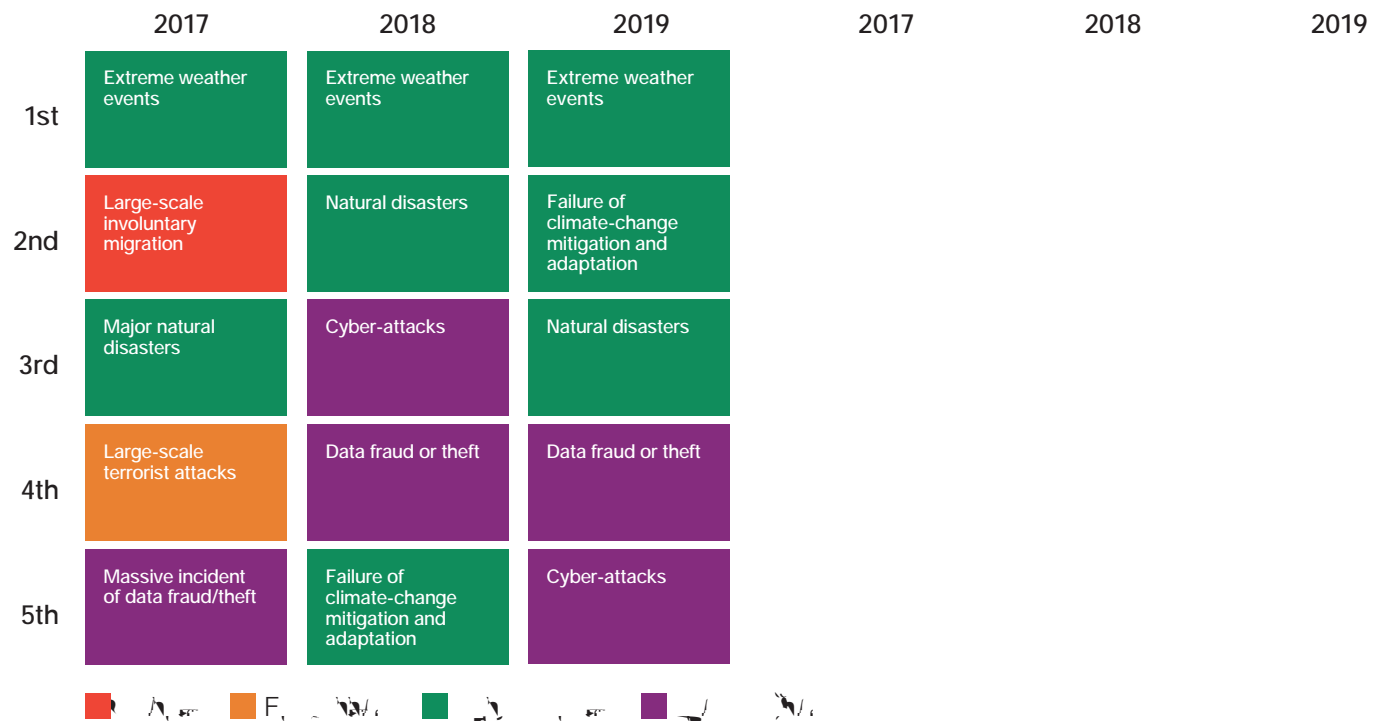 2017 2018 2019 2017 2018 2019
1st
Extreme weather
events
Extreme weather
events
Extreme weather
events
2nd
Large-scale
involuntary
migration
Natural disasters
Failure of
climate-change
mitigation and
adaptation
3rd
Major natural
disasters
Cyber-attacks
Natural disasters
4th
Large-scale
terrorist attacks
Data fraud or theft
Data fraud or theft
5th
Massive incident
of data fraud/theft
Failure of
climate-change
mitigation and
adaptation
Cyber-attacks